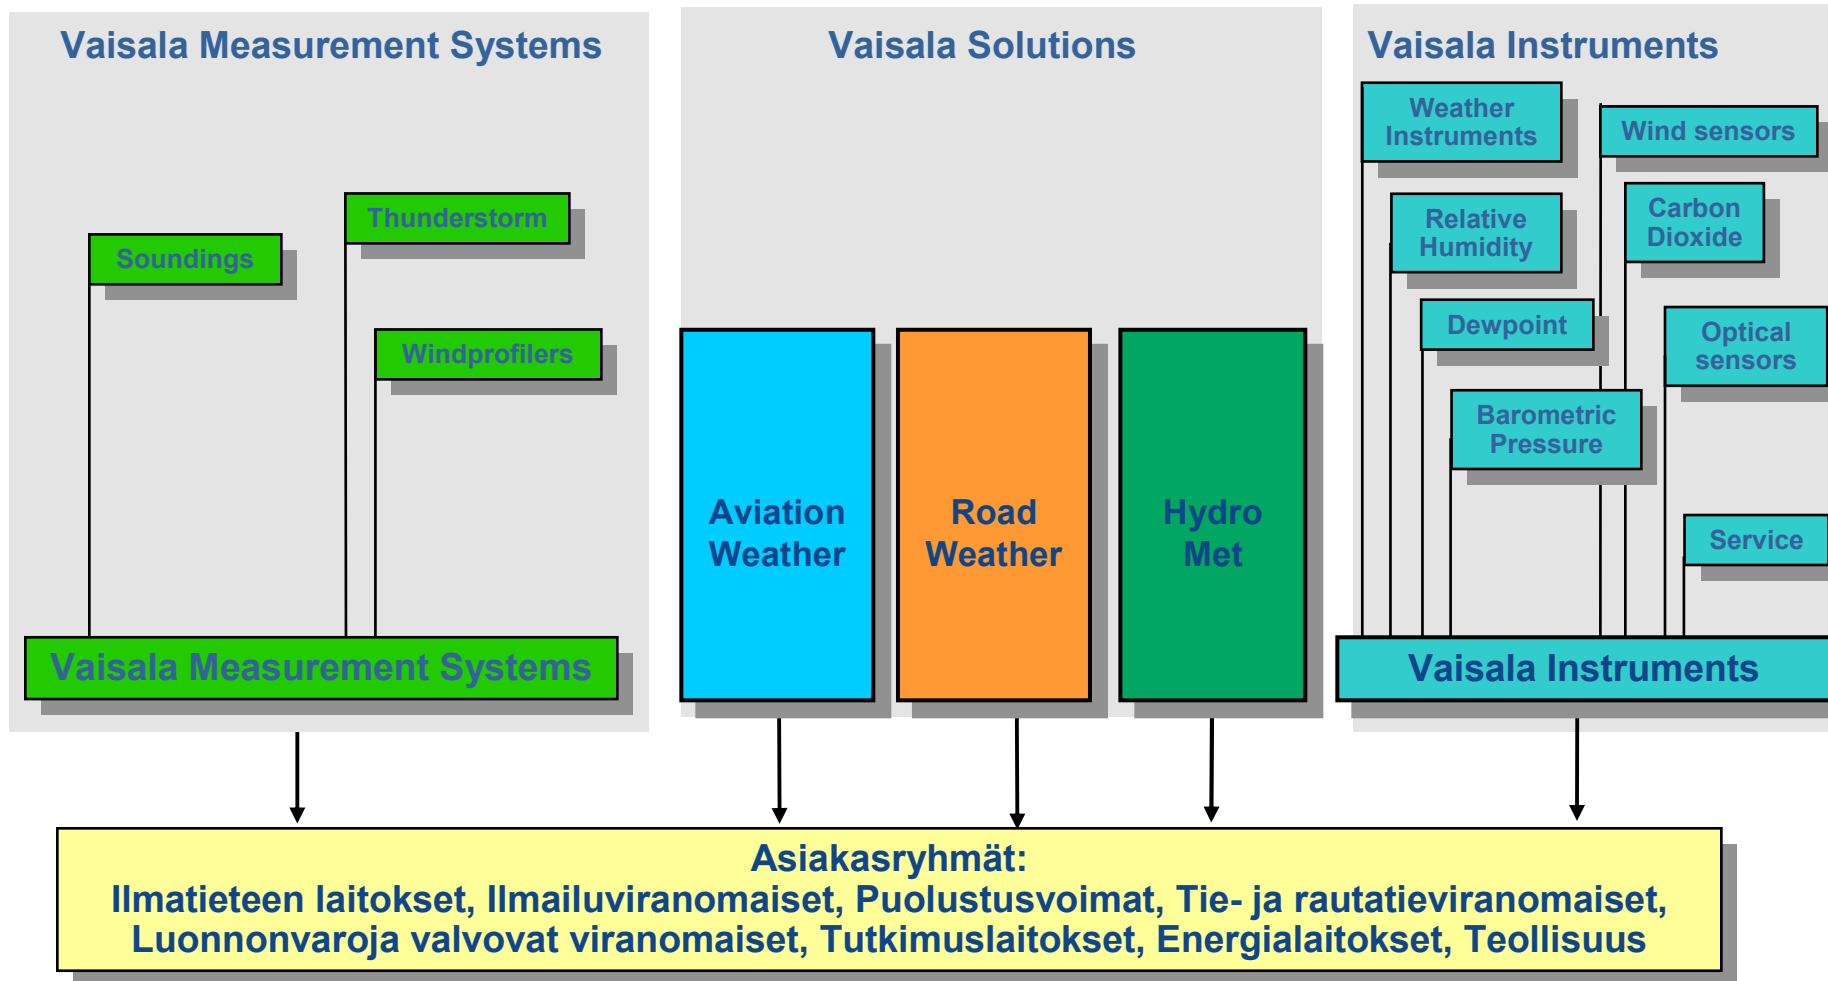 Vaisala Measurement Systems
Soundings
Thunderstorm
Windprofilers
Vaisala Measurement Systems
Vaisala Solutions
Aviation
Weather
Road
Weather
Hydro
Met
Vaisala Instruments
Weather
Instruments
Wind sensors
Relative
Humidity
Carbon
Dioxide
Dewpoint
Optical
sensors
Barometric
Pressure
Service
Vaisala Instruments
Asiakasryhmät:
Ilmatieteen laitokset, Ilmailuviranomaiset, Puolustusvoimat, Tie- ja rautatieviranomaiset,
Luonnonvaroja valvovat viranomaiset, Tutkimuslaitokset, Energialaitokset, Teollisuus